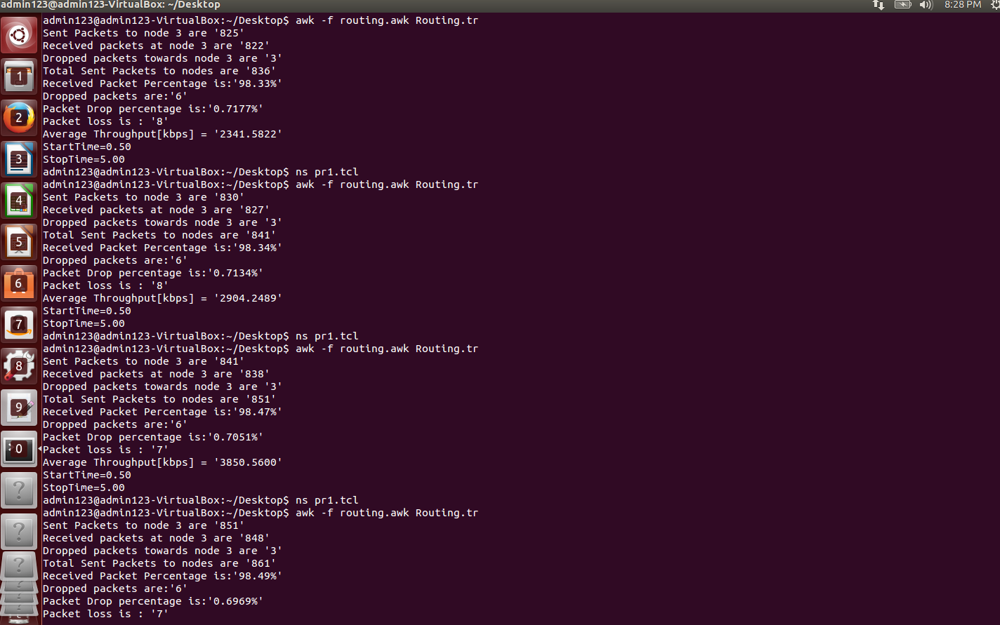 admin123@admin123-VirtualBox: ~/Desktop
8:28 PM
admin123@admin123-VirtualBox:~/Desktop$ awk -f routing.awk Routing.tr
Sent Packets to node 3 are '825'
Received packets at node 3 are '822'
Dropped packets towards node 3 are '3'
Total Sent Packets to nodes are '836'
Received Packet Percentage is:'98.33%'
Dropped packets are:'6'
Packet Drop percentage is:'0.7177%'
Packet loss is : '8'
Average Throughput[kbps] = '2341.5822'
StartTime=0.50
StopTime=5.00
admin123@admin123-VirtualBox:~/Desktop$ ns pr1.tcl
admin123@admin123-VirtualBox:~/Desktop$ awk -f routing.awk Routing.tr
Sent Packets to node 3 are '830'
Received packets at node 3 are '827'
Dropped packets towards node 3 are '3'
Total Sent Packets to nodes are '841'
Received Packet Percentage is:'98.34%'
Dropped packets are:'6'
Packet Drop percentage is:'0.7134%'
Packet loss is : '8'
Average Throughput[kbps] = '2904.2489'
StartTime=0.50
StopTime=5.00
admin123@admin123-VirtualBox:~/Desktop$ ns pr1.tcl
admin123@admin123-VirtualBox:~/Desktop$ awk -f routing.awk Routing.tr
Sent Packets to node 3 are '841'
Received packets at node 3 are '838'
Dropped packets towards node 3 are '3'
Total Sent Packets to nodes are '851'
Received Packet Percentage is:'98.47%'
Dropped packets are:'6'
Packet Drop percentage is:'0.7051%'
Packet loss is : '7'
Average Throughput[kbps] = '3850.5600'
StartTime=0.50
StopTime=5.00
admin123@admin123-VirtualBox:~/Desktop$ ns pr1.tcl
admin123@admin123-VirtualBox:~/Desktop$ awk -f routing.awk Routing.tr
Sent Packets to node 3 are '851'
Received packets at node 3 are '848'
Dropped packets towards node 3 are '3'
Total Sent Packets to nodes are '861'
Received Packet Percentage is:'98.49%'
Dropped packets are:'6'
Packet Drop percentage is:'0.6969%'
Packet loss is : '7'
1
2
3
4
5
6
7
8
9
0
?
?
?